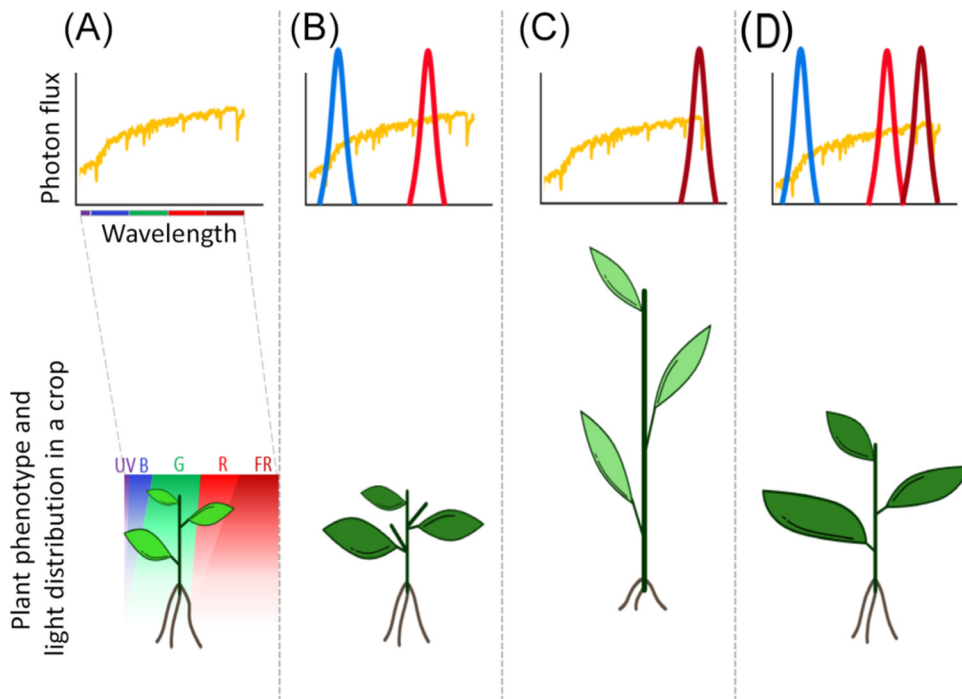 (A)
(B)
(C)
(D)
Photon flux
Wavelength
Plant phenotype and
light distribution in a crop
UV B G R FR